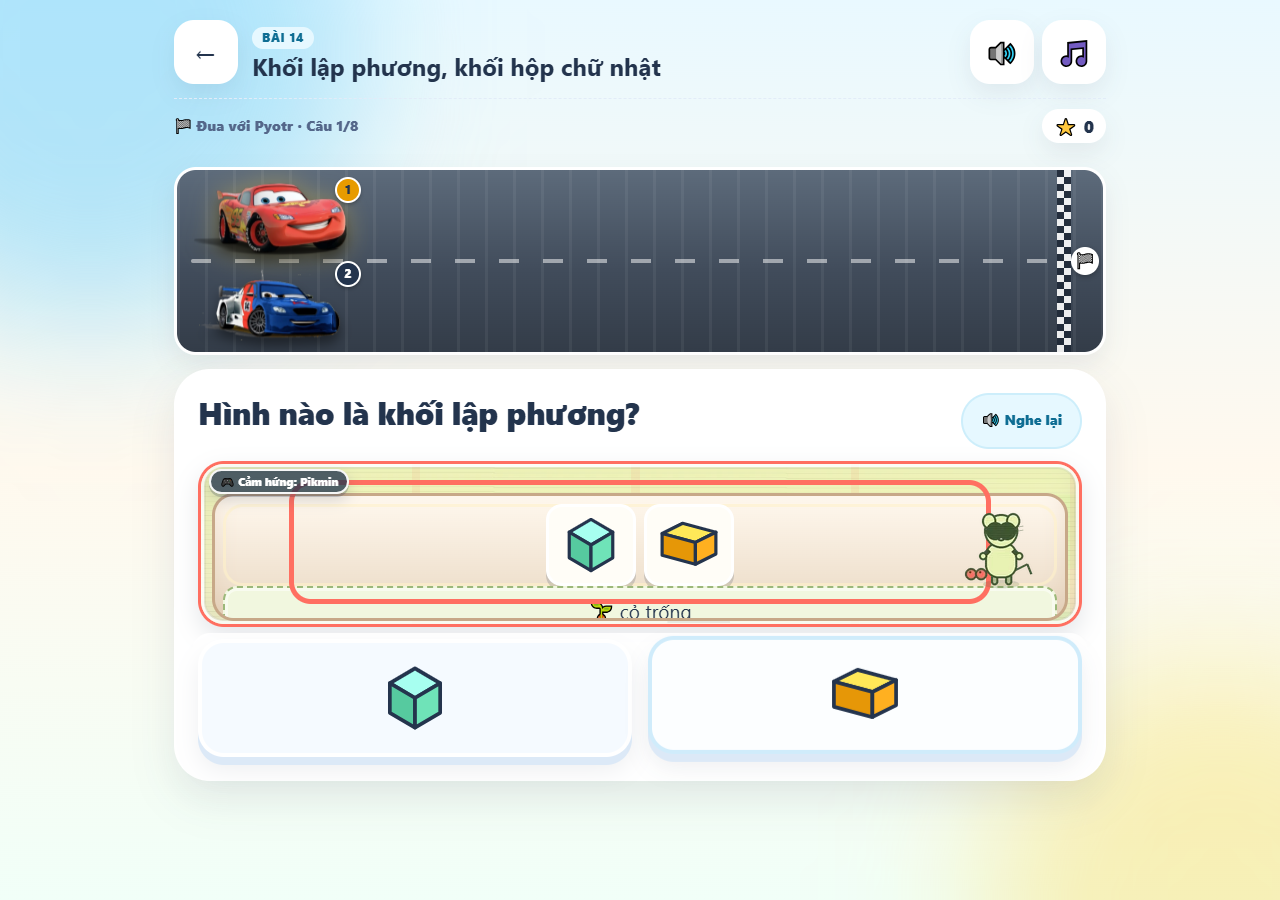 ←
BÀI 14
Khối lập phương, khối hộp chữ nhật
Đua với Pyotr · Câu 1/8
0
1
2
Hình nào là khối lập phương?
Nghe lại
Cảm hứng: Pikmin
cỏ trống